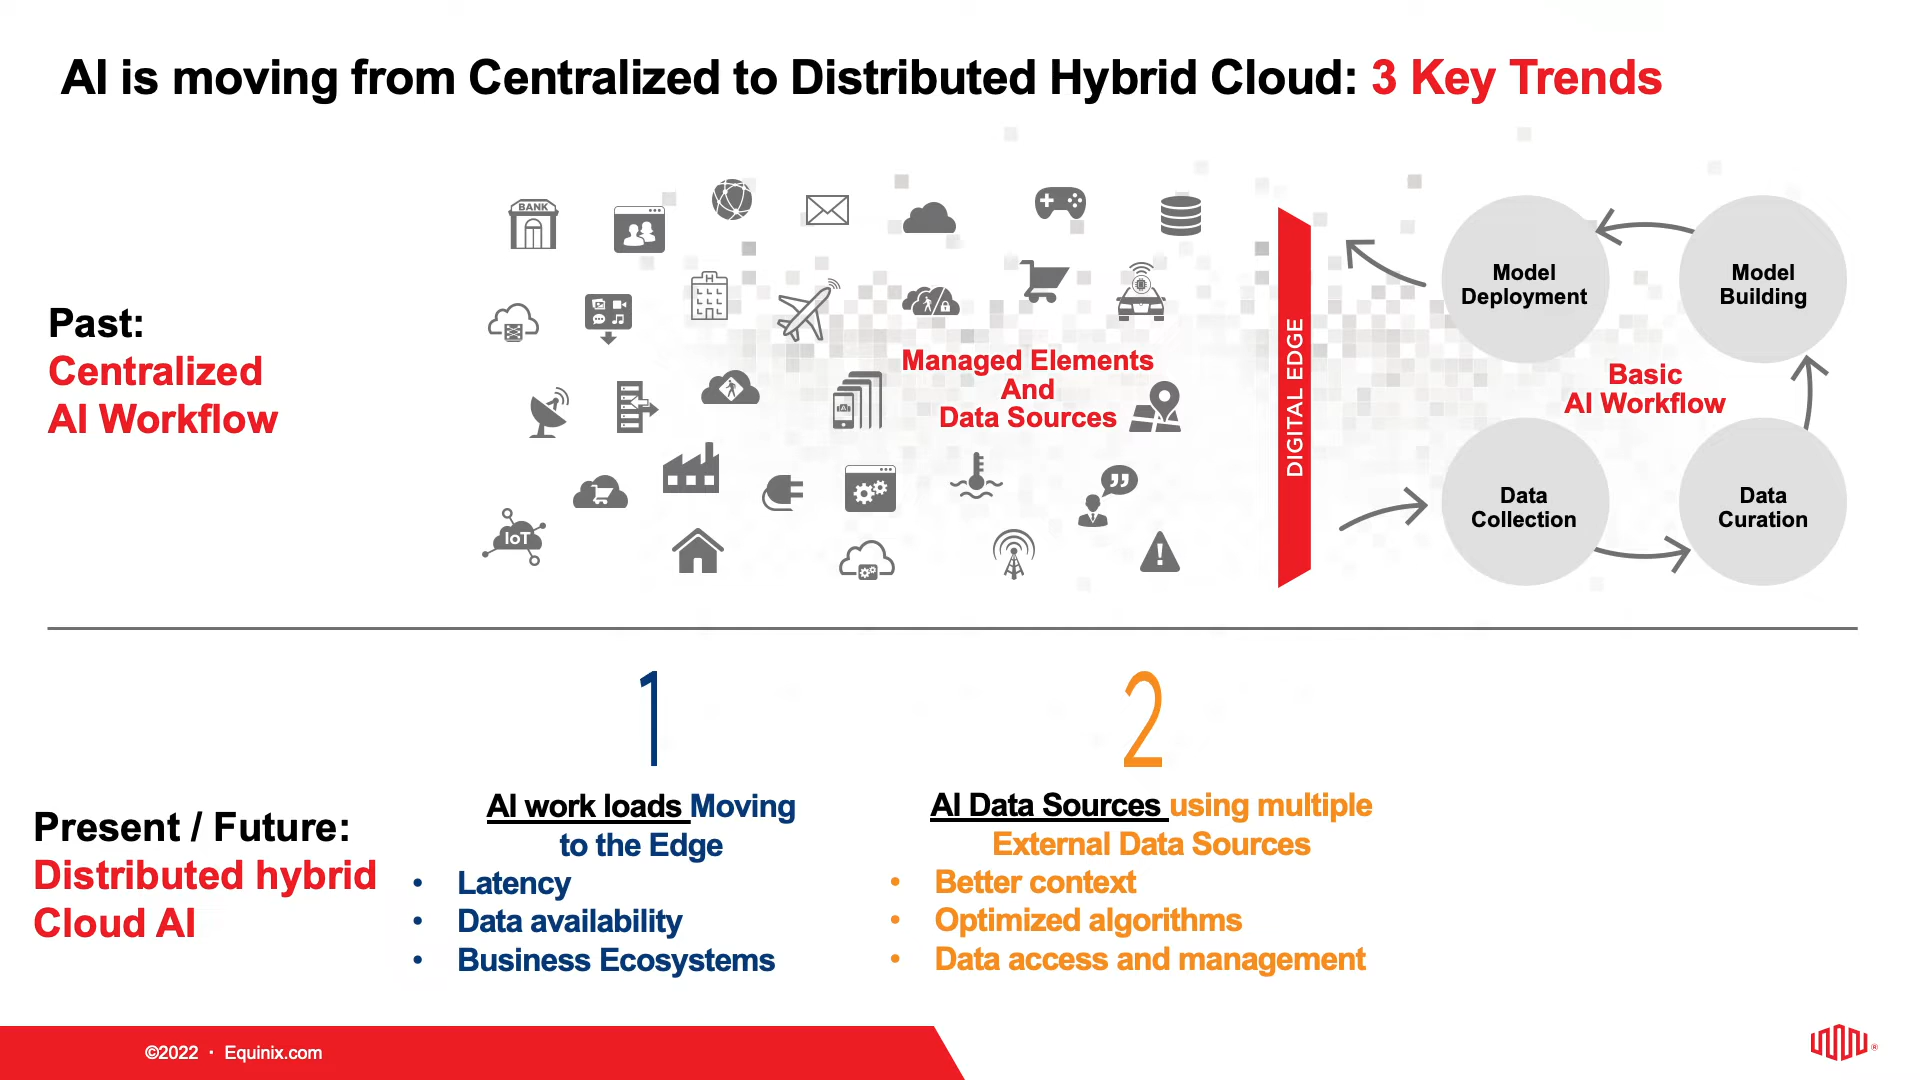 AI is moving from Centralized to Distributed Hybrid Cloud: 3 Key Trends
Past:
Centralized
AI Workflow
BANK
H
IoT
Managed Elements
And
Data Sources
DIGITAL EDGE
Model
Deployment
Model
Building
Basic
AI Workflow
Data
Collection
Data
Curation
Present / Future:
Distributed hybrid
Cloud AI
1
AI work loads Moving
to the Edge
• Latency
• Data availability
• Business Ecosystems
2
AI Data Sources using multiple
External Data Sources
• Better context
• Optimized algorithms
• Data access and management
©2022 · Equinix.com
®